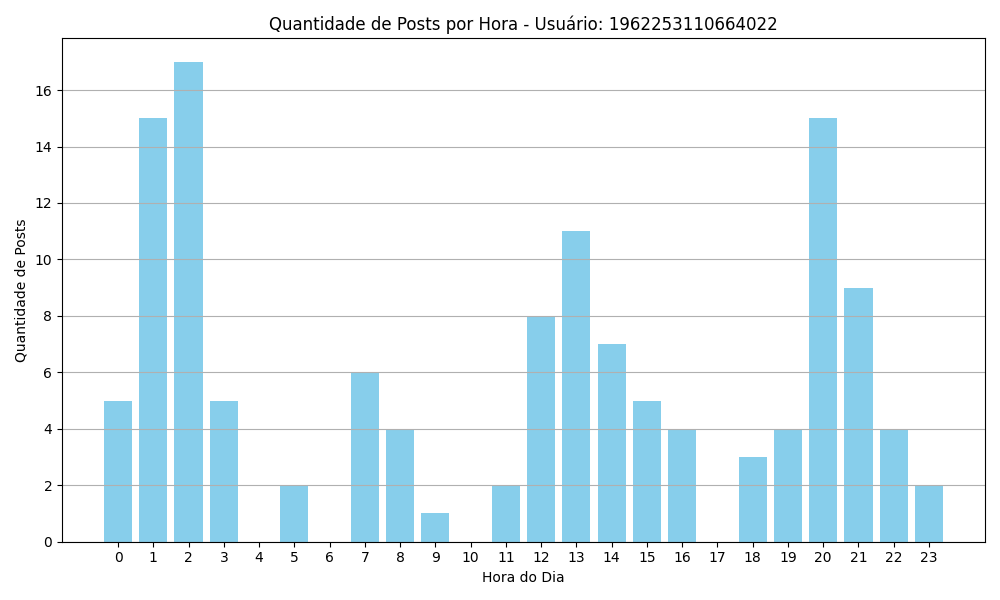 Quantidade de Posts por Hora - Usuário: 1962253110664022
Quantidade de Posts
16
14
12
10
8
6
4
2
0
0 1 2 3 4 5 6 7 8 9 10 11 12 13 14 15 16 17 18 19 20 21 22 23
Hora do Dia